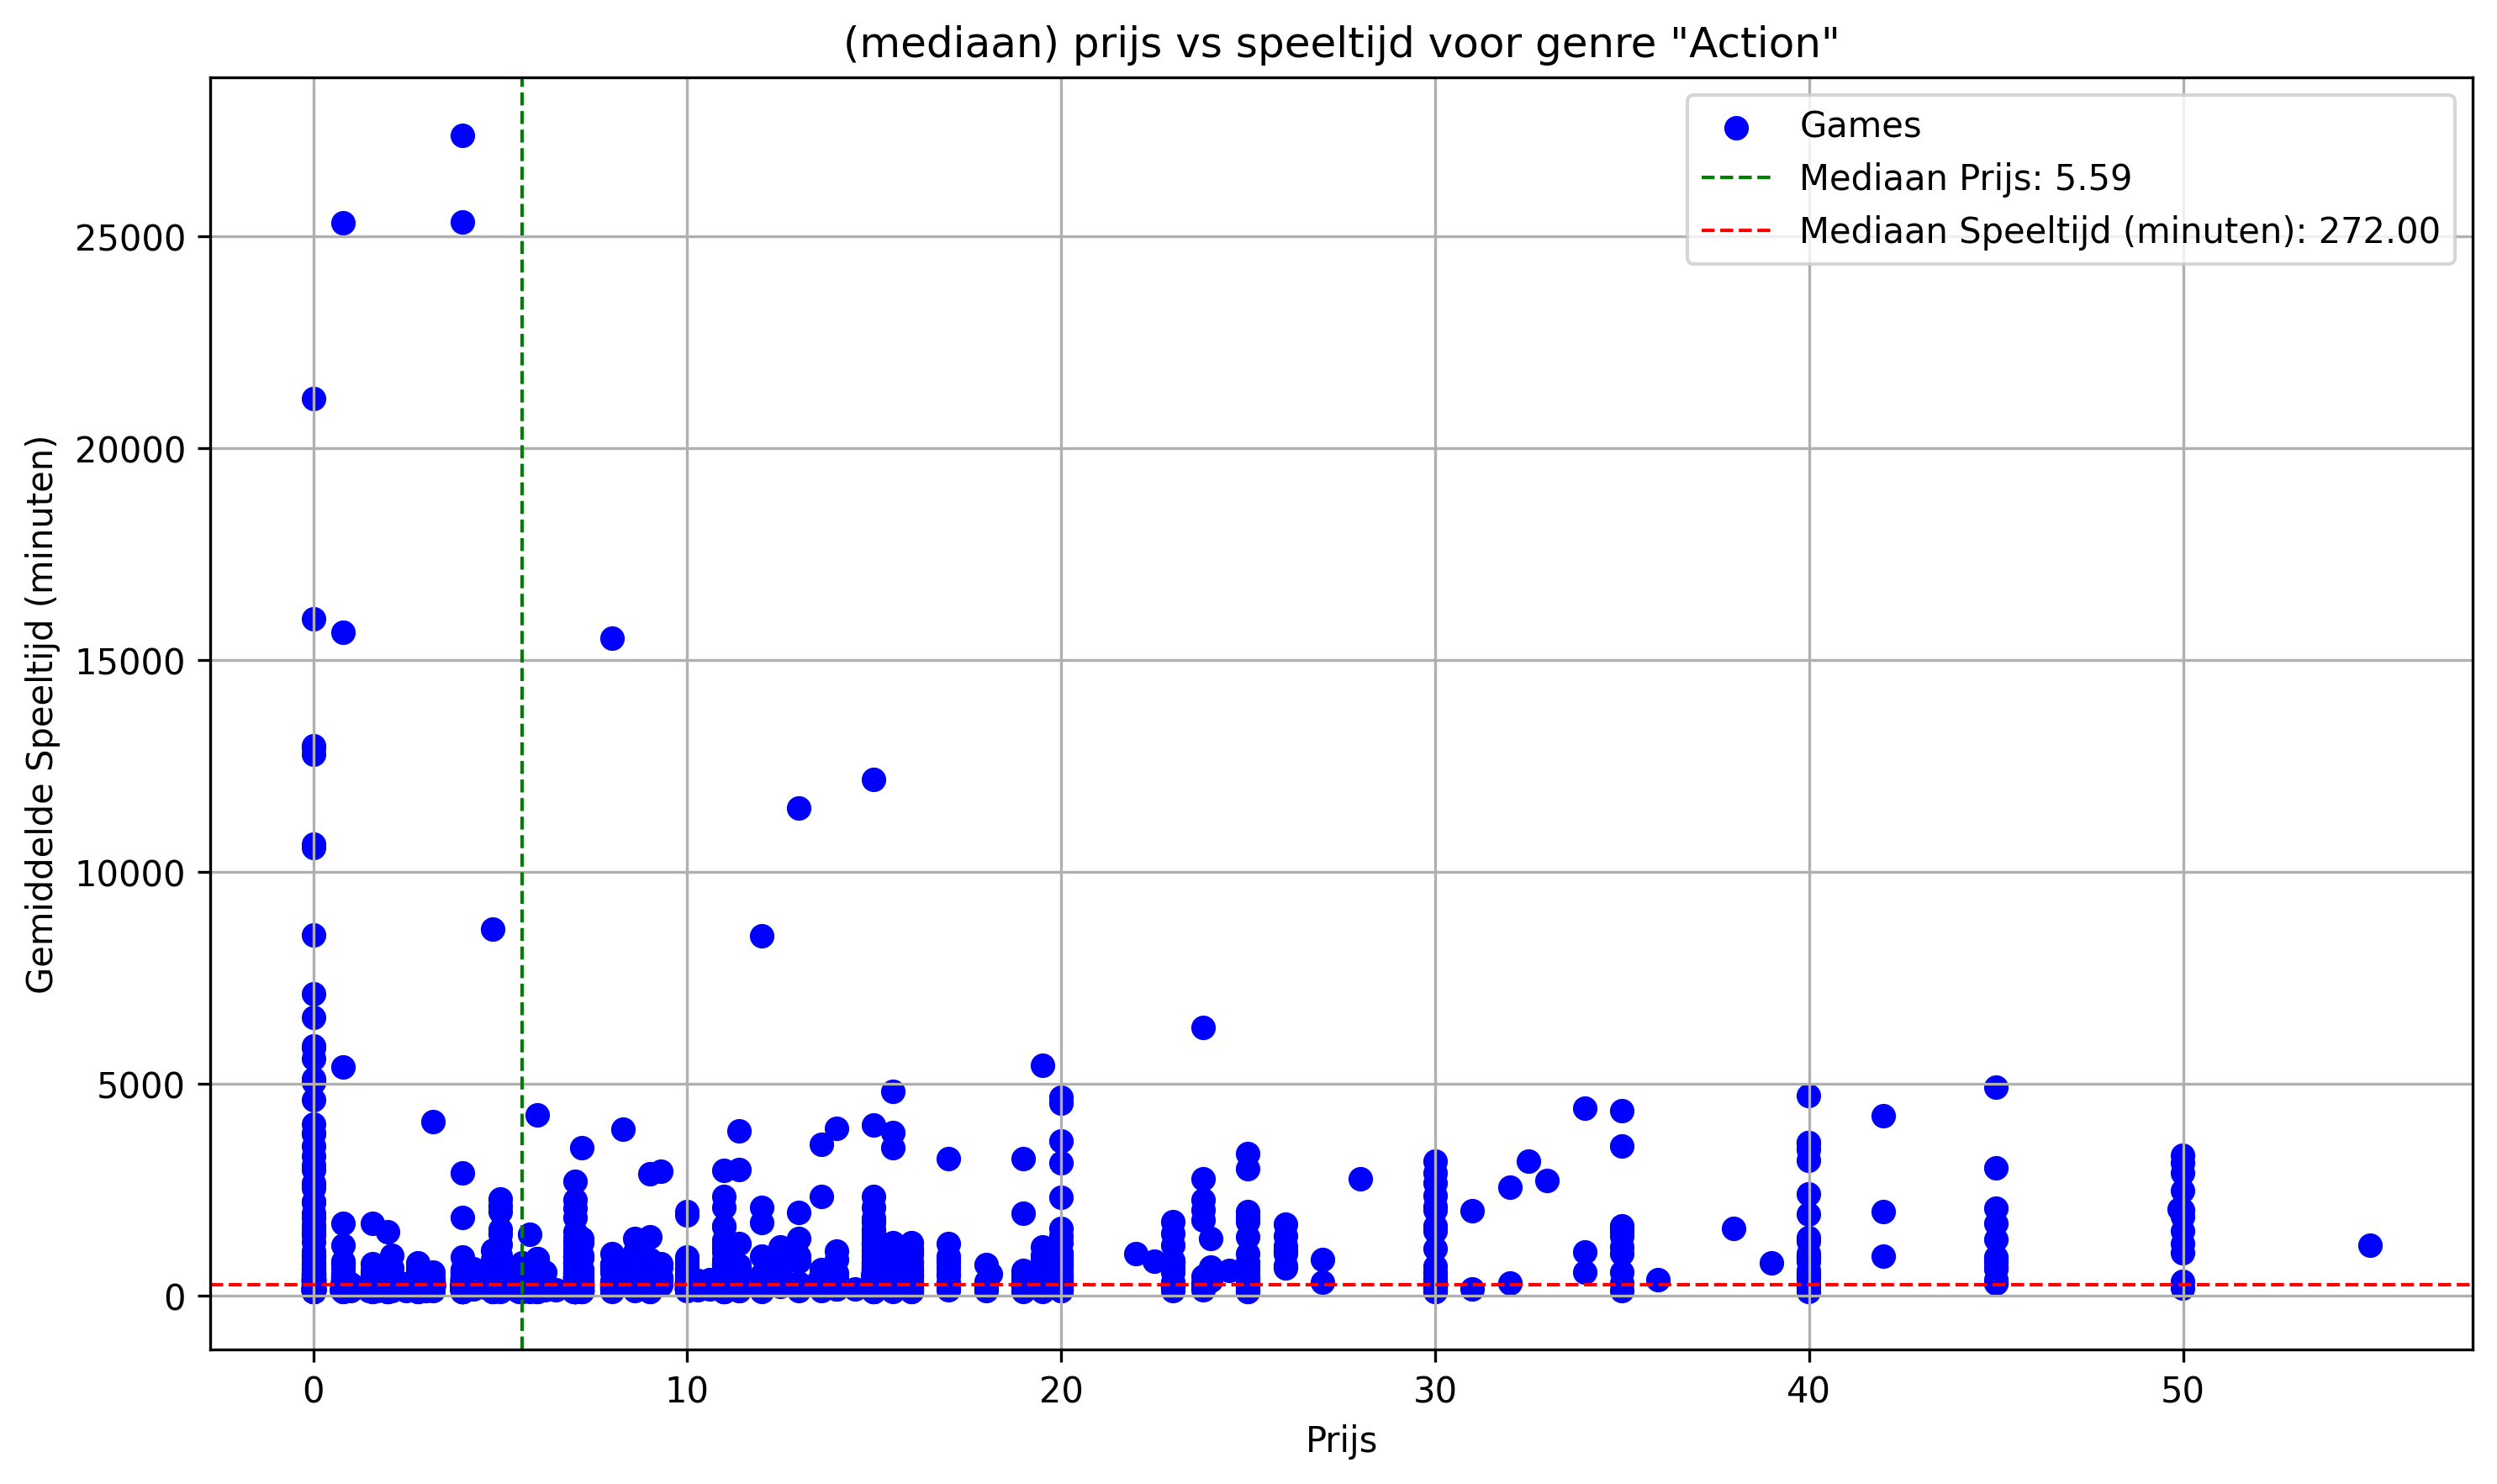 (mediaan) prijs vs speeltijd voor genre "Action"
Games
Mediaan Prijs: 5.59
Mediaan Speeltijd (minuten): 272.00
Gemiddelde Speeltijd (minuten)
25000
20000
15000
10000
5000
0
0 10 20 30 40 50
Prijs